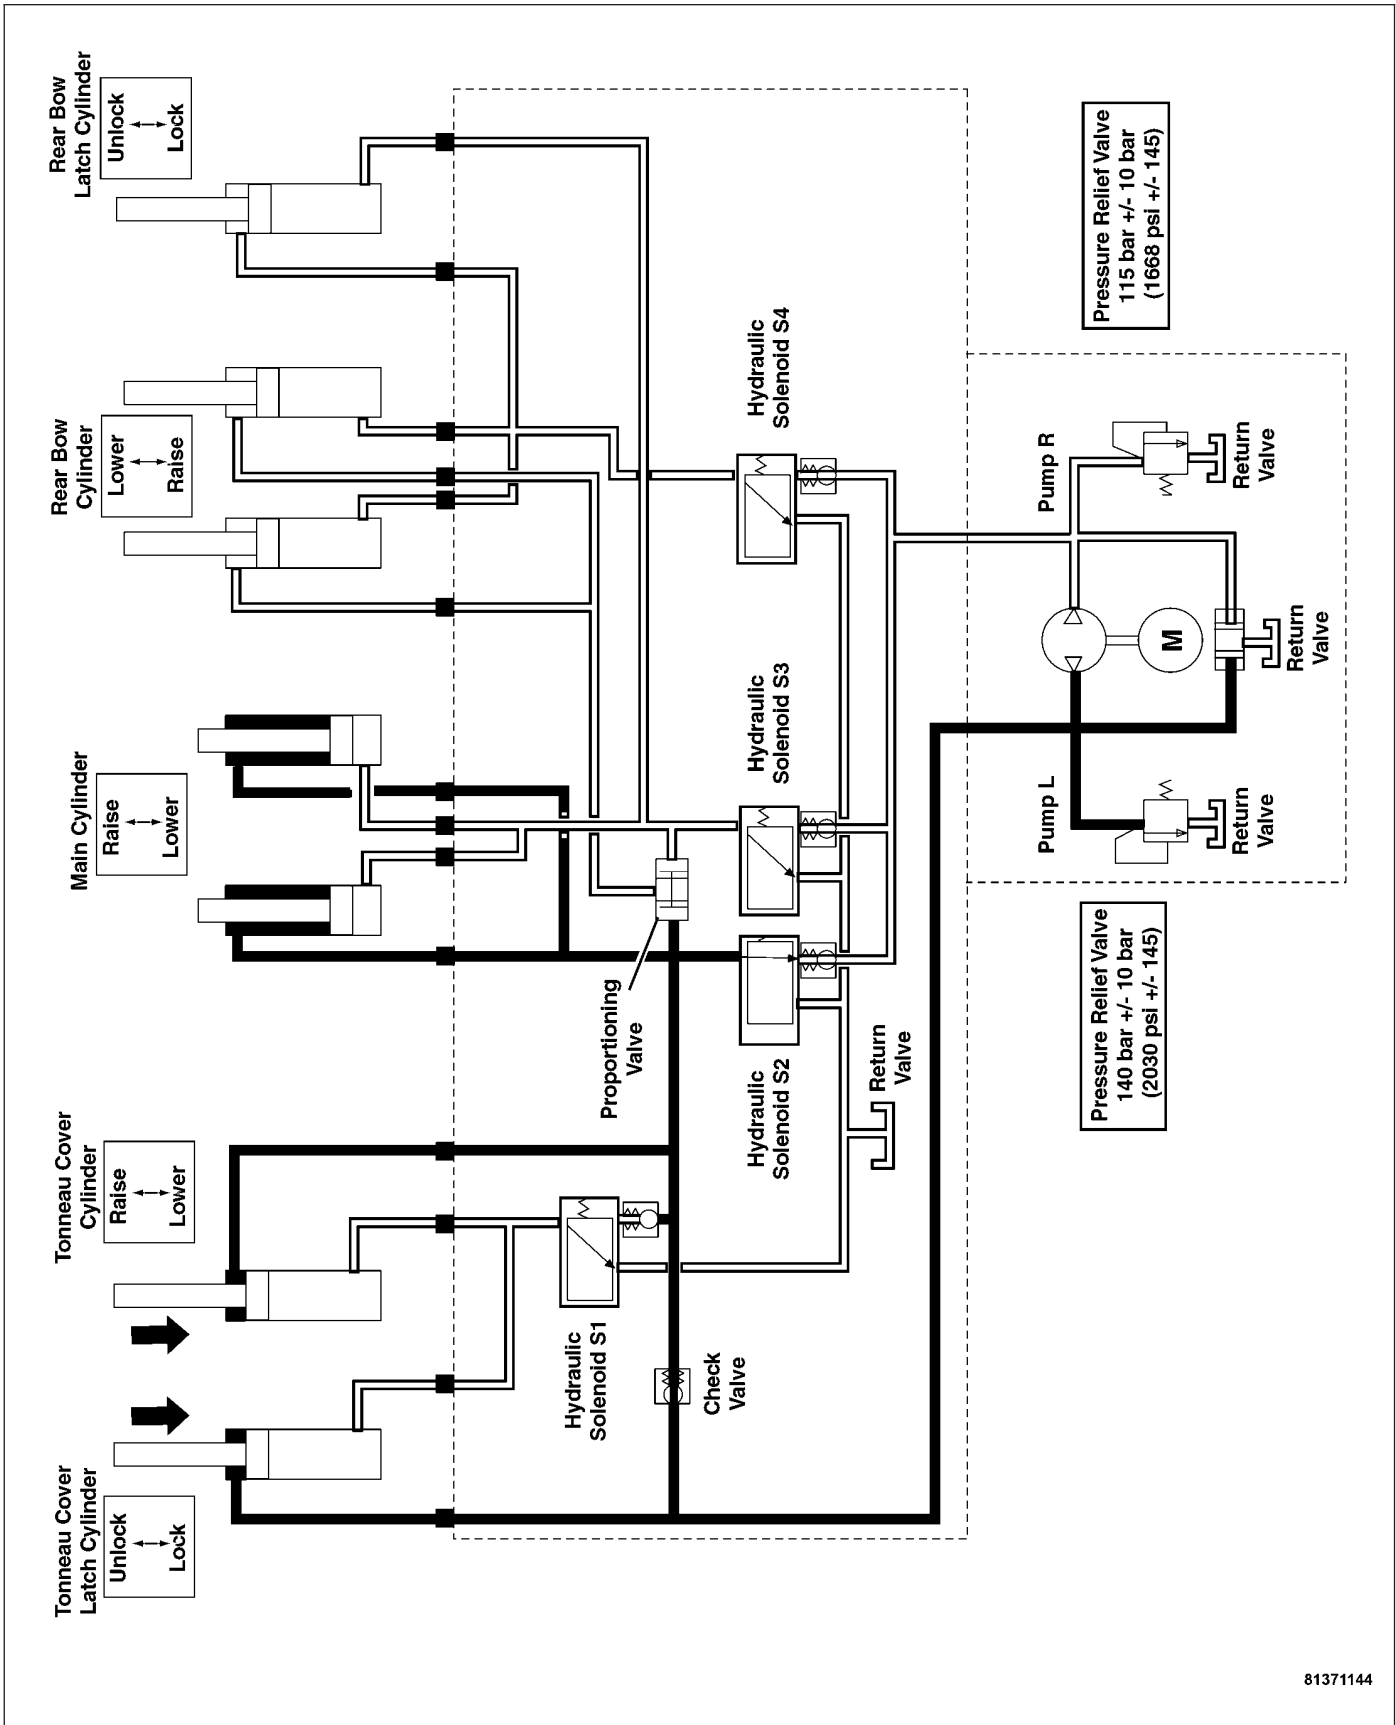 Rear Bow
Latch Cylinder
Unlock
Lock
Rear Bow
Cylinder
Lower
Raise
Main Cylinder
Raise
Lower
Tonneau Cover
Cylinder
Raise
Lower
Tonneau Cover
Latch Cylinder
Unlock
Lock
Hydraulic
Solenoid S4
Hydraulic
Solenoid S3
Proportioning
Valve
Hydraulic
Solenoid S2
Return
Valve
Hydraulic
Solenoid S1
Check
Valve
Pressure Relief Valve
115 bar +/- 10 bar
(1668 psi +/- 145)
Pump R
Return
Valve
M
Return
Valve
Pump L
Return
Valve
Pressure Relief Valve
140 bar +/- 10 bar
(2030 psi +/- 145)
81371144